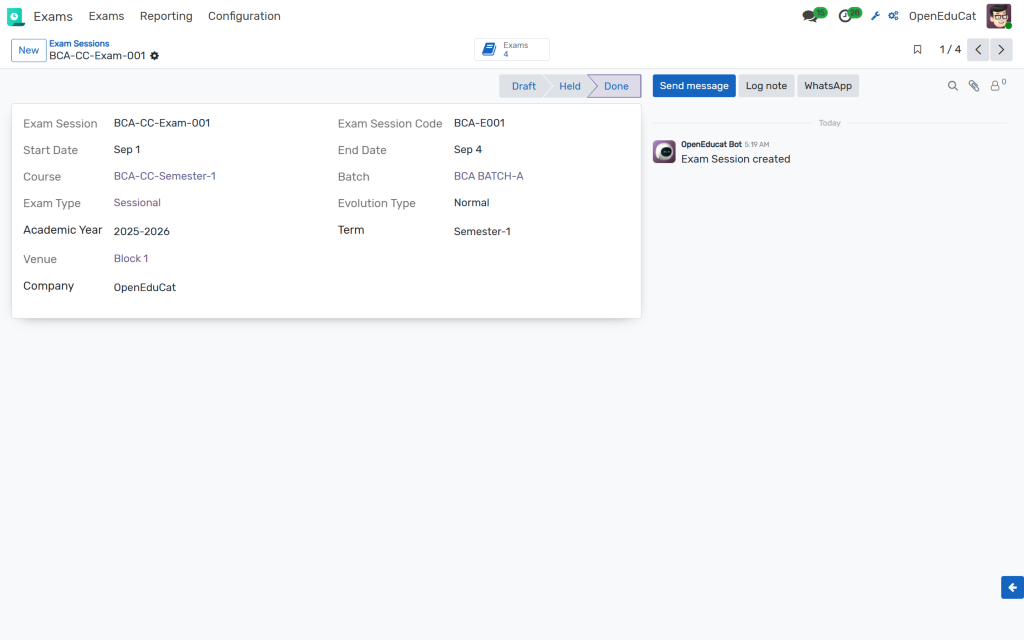 Exams Exams Reporting Configuration 15 28 OpenEduCat
New Exam Sessions
BCA-CC-Exam-001
Exams
4
1 / 4
Draft Held Done
Send message Log note WhatsApp 0
Exam Session BCA-CC-Exam-001 Exam Session Code BCA-E001
Start Date Sep 1 End Date Sep 4
Course BCA-CC-Semester-1 Batch BCA BATCH-A
Exam Type Sessional Evolution Type Normal
Academic Year 2025-2026 Term Semester-1
Venue Block 1
Company OpenEduCat
Today
OpenEducat Bot 5:19 AM
Exam Session created